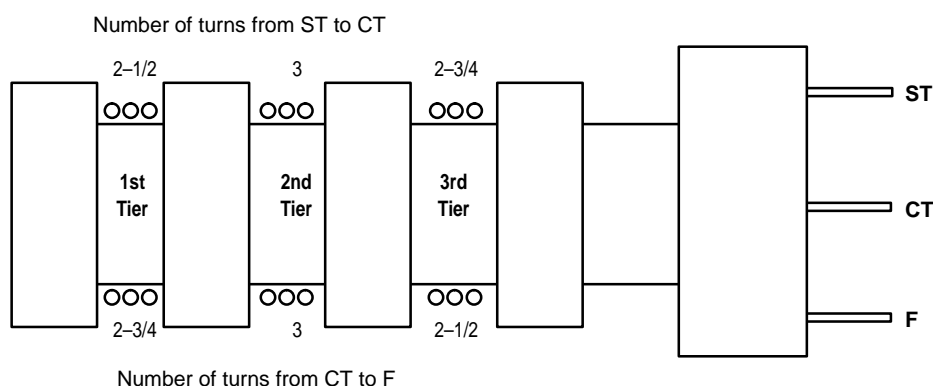 Number of turns from ST to CT
2–1/2 3 2–3/4
ST
1st 2nd 3rd
Tier Tier Tier
CT
2–3/4 3 2–1/2
F
Number of turns from CT to F